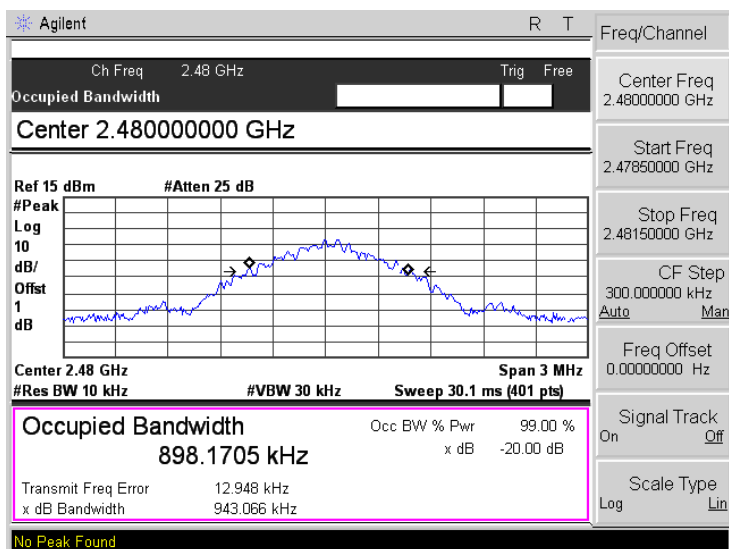 Agilent R T
Freq/Channel
Ch Freq 2.48 GHz Trig Free
Occupied Bandwidth
Center 2.480000000 GHz
Center Freq
2.48000000 GHz
Start Freq
2.47850000 GHz
Stop Freq
2.48150000 GHz
CF Step
300.000000 kHz
Auto Man
Freq Offset
0.00000000 Hz
Signal Track
On Off
Scale Type
Log Lin
Ref 15 dBm #Atten 25 dB
#Peak
Log
10
dB/
Offst
1
dB
Center 2.48 GHz Span 3 MHz
#Res BW 10 kHz #VBW 30 kHz Sweep 30.1 ms (401 pts)
Occupied Bandwidth Occ BW % Pwr 99.00 %
898.1705 kHz x dB -20.00 dB
Transmit Freq Error 12.948 kHz
x dB Bandwidth 943.066 kHz
No Peak Found